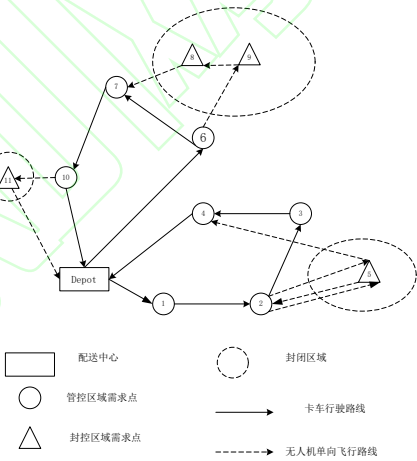 8
9
7
6
11
10
4
3
5
Depot
1
2
配送中心
封闭区域
管控区域需求点
卡车行驶路线
封控区域需求点
无人机单向飞行路线